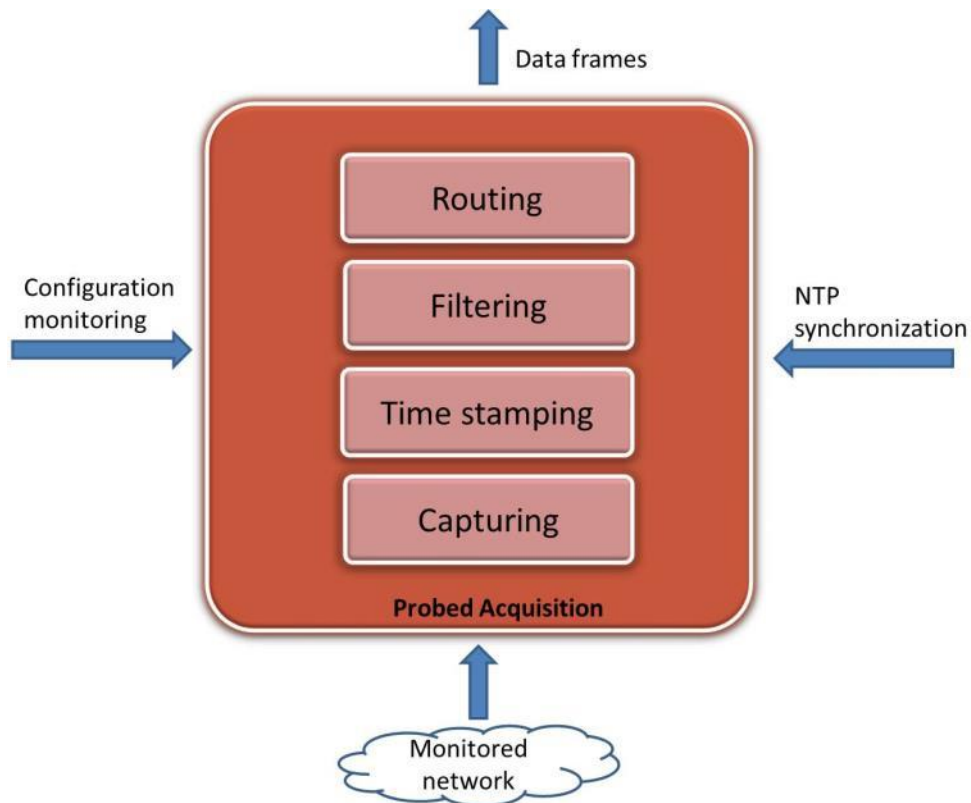 Data frames
Routing
Configuration
monitoring
Filtering
NTP
synchronization
Time stamping
Capturing
Probed Acquisition
Monitored
network